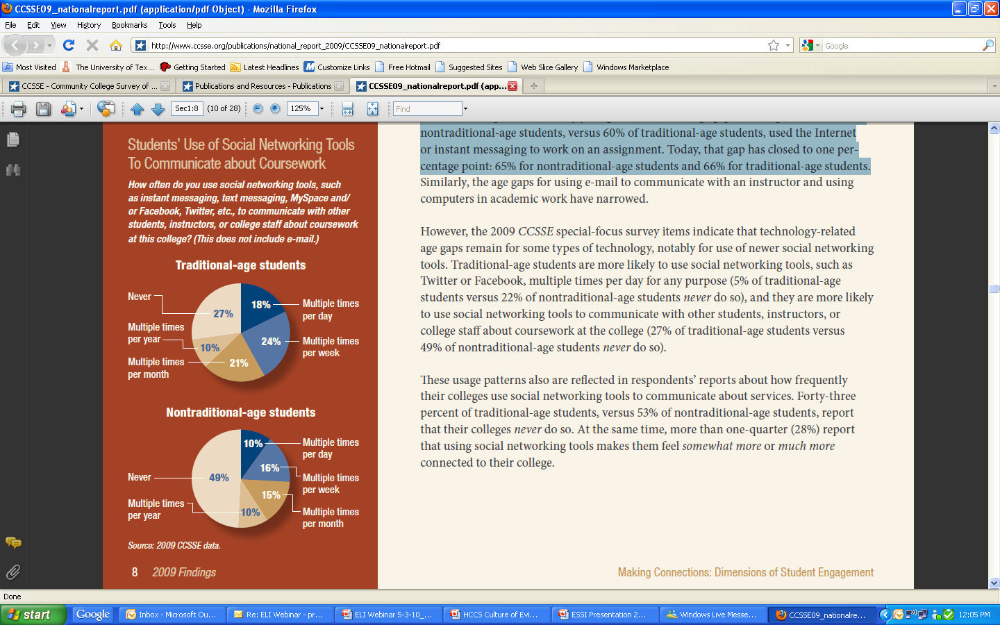 CCSSE09_nationalreport.pdf (application/pdf Object) - Mozilla Firefox
File Edit View History Bookmarks Tools Help
http://www.ccsse.org/publications/national_report_2009/CCSSE09_nationalreport.pdf
Google
Most Visited The University of Tex... Getting Started Latest Headlines Customize Links Free Hotmail Suggested Sites Web Slice Gallery Windows Marketplace
CCSSE - Community College Survey of ... Publications and Resources - Publications CCSSE09_nationalreport.pdf (app...
Sec1:8 (10 of 28) 125% Find
Students' Use of Social Networking Tools
To Communicate about Coursework
How often do you use social networking tools, such
as instant messaging, text messaging, MySpace and/
or Facebook, Twitter, etc., to communicate with other
students, instructors, or college staff about coursework
at this college? (This does not include e-mail.)
Traditional-age students
Never
27%
18%
Multiple times
per day
Multiple times
per year
10%
24%
Multiple times
per week
Multiple times
per month
21%
Nontraditional-age students
10%
Multiple times
per day
16%
Multiple times
per week
Never
49%
15%
Multiple times
per month
Multiple times
per year
10%
Source: 2009 CCSSE data.
8 2009 Findings
nontraditional-age students, versus 60% of traditional-age students, used the Internet
or instant messaging to work on an assignment. Today, that gap has closed to one per-
centage point: 65% for nontraditional-age students and 66% for traditional-age students.
Similarly, the age gaps for using e-mail to communicate with an instructor and using
computers in academic work have narrowed.
However, the 2009 CCSSE special-focus survey items indicate that technology-related
age gaps remain for some types of technology, notably for use of newer social networking
tools. Traditional-age students are more likely to use social networking tools, such as
Twitter or Facebook, multiple times per day for any purpose (5% of traditional-age
students versus 22% of nontraditional-age students never do so), and they are more likely
to use social networking tools to communicate with other students, instructors, or
college staff about coursework at the college (27% of traditional-age students versus
49% of nontraditional-age students never do so).
These usage patterns also are reflected in respondents' reports about how frequently
their colleges use social networking tools to communicate about services. Forty-three
percent of traditional-age students, versus 53% of nontraditional-age students, report
that their colleges never do so. At the same time, more than one-quarter (28%) report
that using social networking tools makes them feel somewhat more or much more
connected to their college.
Making Connections: Dimensions of Student Engagement
Done
start Google Inbox - Microsoft Ou... Re: ELI Webinar - pr... ELI Webinar 5-3-10_... HCCS Culture of Evi... ESSI Presentation 2... Windows Live Messe... CCSSE09_nationalre... 12:05 PM